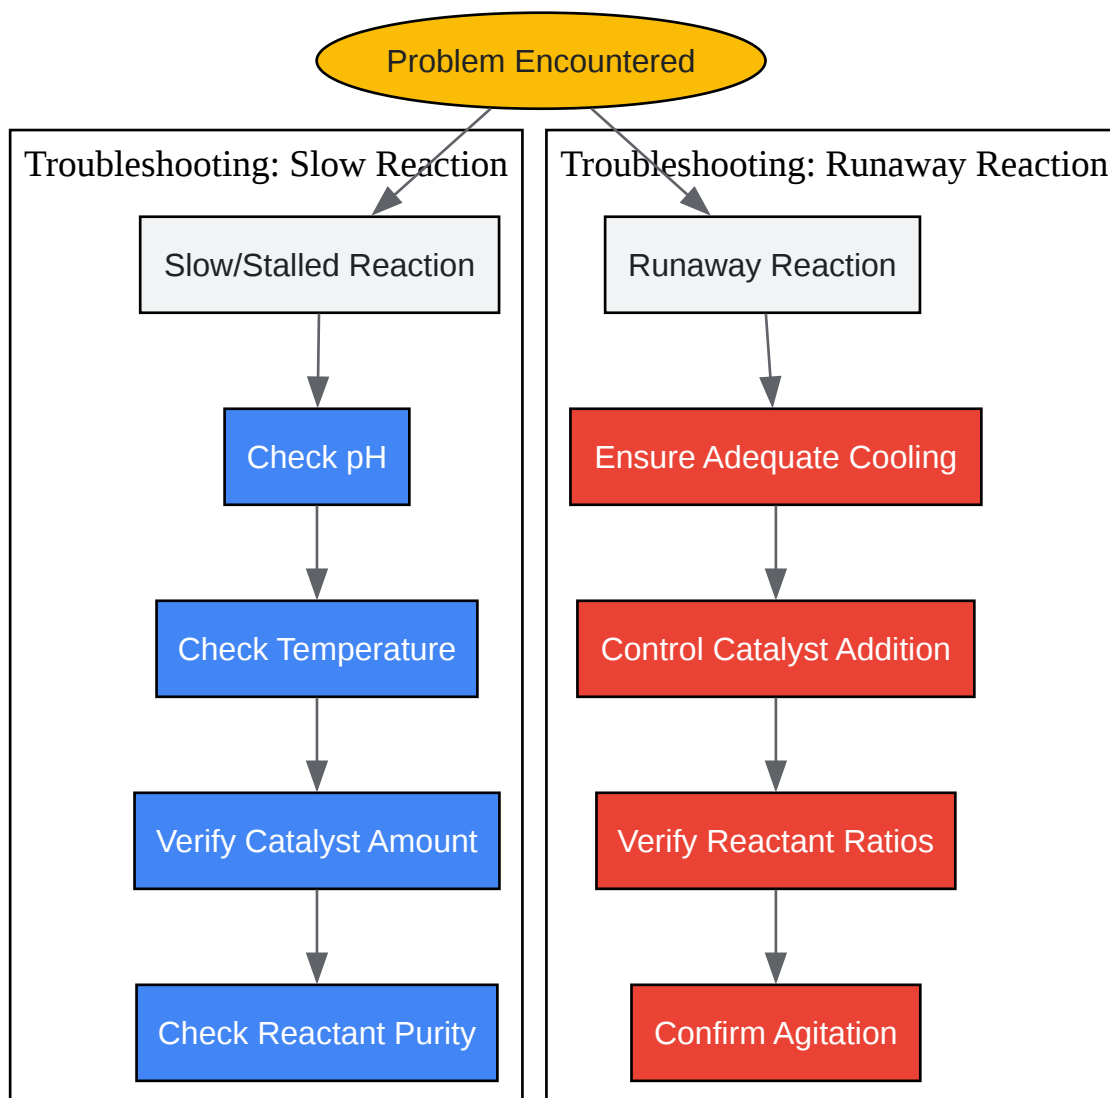 Problem Encountered
Troubleshooting: Slow Reaction
Slow/Stalled Reaction
Check pH
Check Temperature
Verify Catalyst Amount
Check Reactant Purity
Troubleshooting: Runaway Reaction
Runaway Reaction
Ensure Adequate Cooling
Control Catalyst Addition
Verify Reactant Ratios
Confirm Agitation